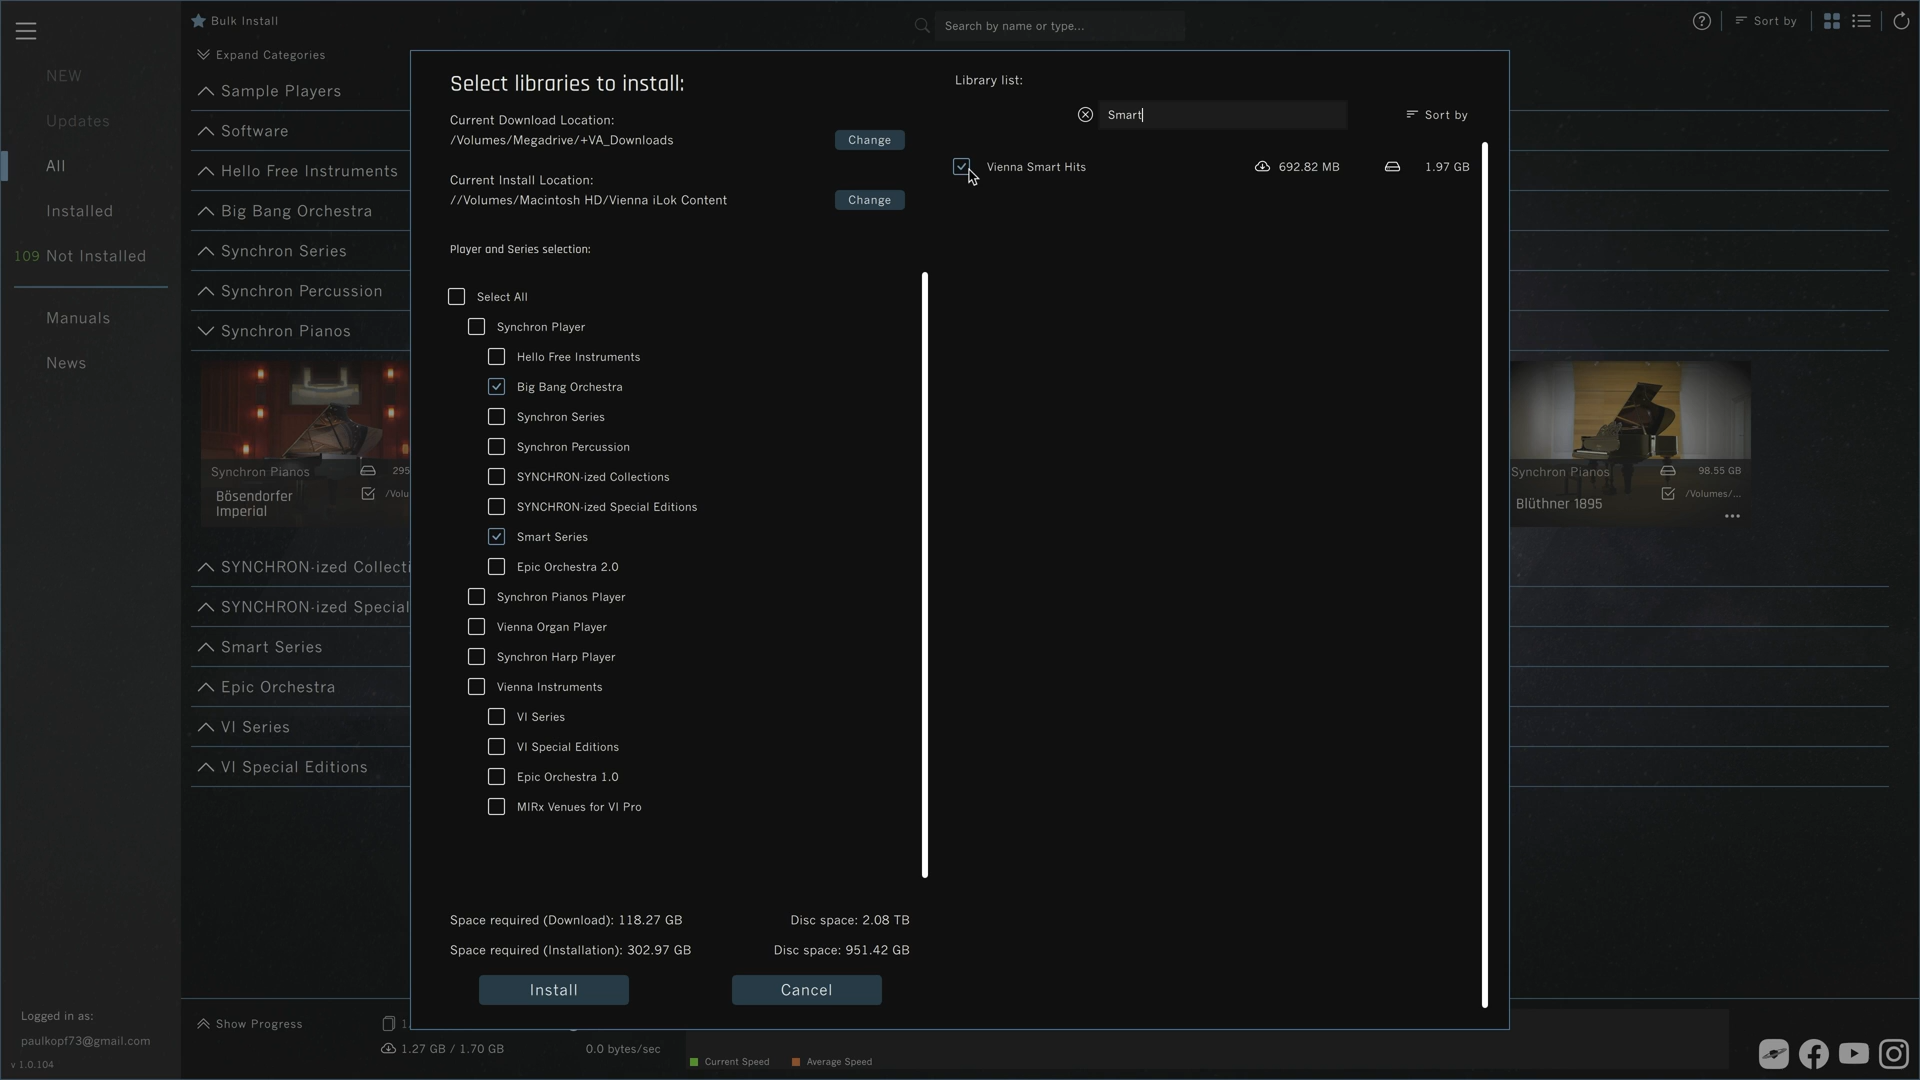 Bulk Install
Search by name or type...
Sort by
Expand Categories
NEW
Updates
All
Installed
109 Not Installed
Manuals
News
Sample Players
Software
Hello Free Instruments
Big Bang Orchestra
Synchron Series
Synchron Percussion
Synchron Pianos
Synchron Pianos
295
/Volu
Bösendorfer
Imperial
SYNCHRON-ized Collecti
SYNCHRON-ized Special
Smart Series
Epic Orchestra
VI Series
VI Special Editions
Select libraries to install:
Current Download Location:
/Volumes/Megadrive/+VA_Downloads
Change
Current Install Location:
//Volumes/Macintosh HD/Vienna iLok Content
Change
Player and Series selection:
Select All
Synchron Player
Hello Free Instruments
Big Bang Orchestra
Synchron Series
Synchron Percussion
SYNCHRON-ized Collections
SYNCHRON-ized Special Editions
Smart Series
Epic Orchestra 2.0
Synchron Pianos Player
Vienna Organ Player
Synchron Harp Player
Vienna Instruments
VI Series
VI Special Editions
Epic Orchestra 1.0
MIRx Venues for VI Pro
Space required (Download): 118.27 GB
Disc space: 2.08 TB
Space required (Installation): 302.97 GB
Disc space: 951.42 GB
Install
Cancel
Library list:
Smart
Sort by
Vienna Smart Hits
692.82 MB
1.97 GB
Synchron Pianos
98.55 GB
/Volumes/...
Blüthner 1895
Logged in as:
paulkopf73@gmail.com
v 1.0.104
Show Progress
1.27 GB / 1.70 GB
0.0 bytes/sec
Current Speed
Average Speed